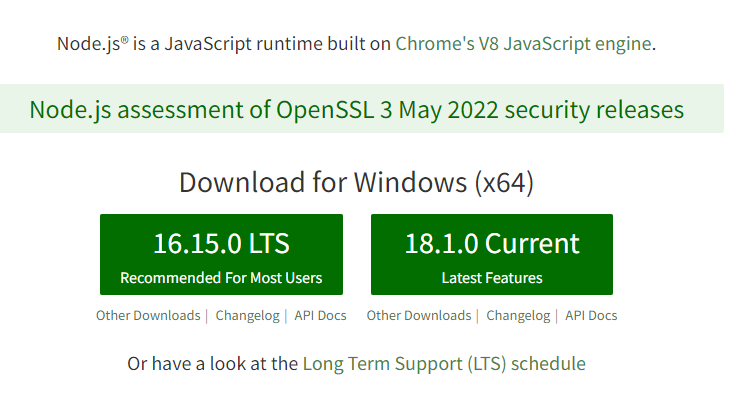 Node.js® is a JavaScript runtime built on Chrome's V8 JavaScript engine.
Node.js assessment of OpenSSL 3 May 2022 security releases
Download for Windows (x64)
16.15.0 LTS
Recommended For Most Users
18.1.0 Current
Latest Features
Other Downloads | Changelog | API Docs
Other Downloads | Changelog | API Docs
Or have a look at the Long Term Support (LTS) schedule